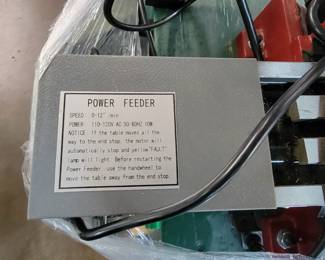 POWER FEEDER
SPEED 0-12"/min
POWER: 110-120V AC 50/60HZ 10W
NOTICE: If the table moves all the
way to the end stop, the motor will
automatically stop and yellow "FAULT"
lamp will light. Before restarting the
Power Feeder, use the handwheel to
move the table away from the end stop.